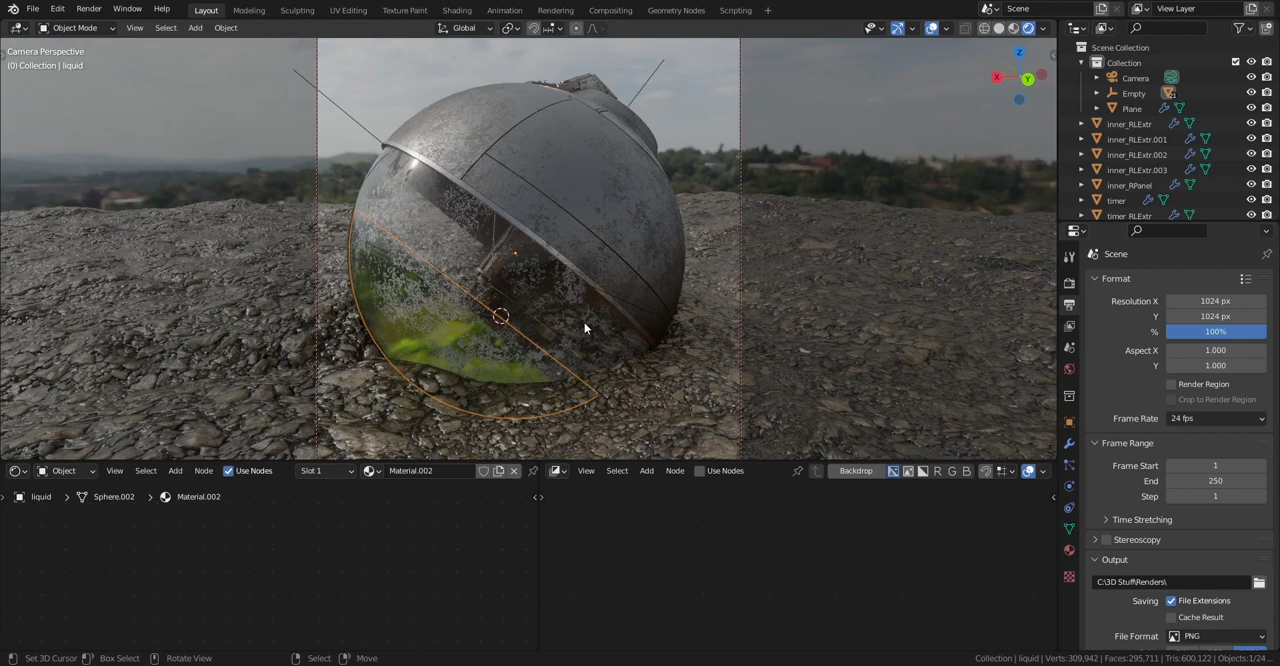 File Edit Render Window Help Layout Modeling Sculpting UV Editing Texture Paint Shading Animation Rendering Compositing Geometry Nodes Scripting + Scene View Layer
Object Mode View Select Add Object Global
Camera Perspective
(0) Collection | liquid
Z
X
Y
Scene Collection
Collection
Camera
Empty
Plane
inner_RLExtr
inner_RLExtr.001
inner_RLExtr.002
inner_RLExtr.003
inner_RPanel
timer
timer RLExtr
Scene
Format
Resolution X 1024 px
Y 1024 px
% 100%
Aspect X 1.000
Y 1.000
Render Region
Crop to Render Region
Frame Rate 24 fps
Frame Range
Frame Start 1
End 250
Step 1
Time Stretching
Stereoscopy
Output
C:\3D Stuff\Renders\
Saving File Extensions
Cache Result
File Format PNG
Object View Select Add Node Use Nodes Slot 1 Material.002
View Select Add Node Use Nodes Backdrop R G B
liquid > Sphere.002 > Material.002
Set 3D Cursor Box Select Rotate View Select Move Collection | liquid | Verts:309,942 | Faces:295,711 | Tris:600,122 | Objects:1/24